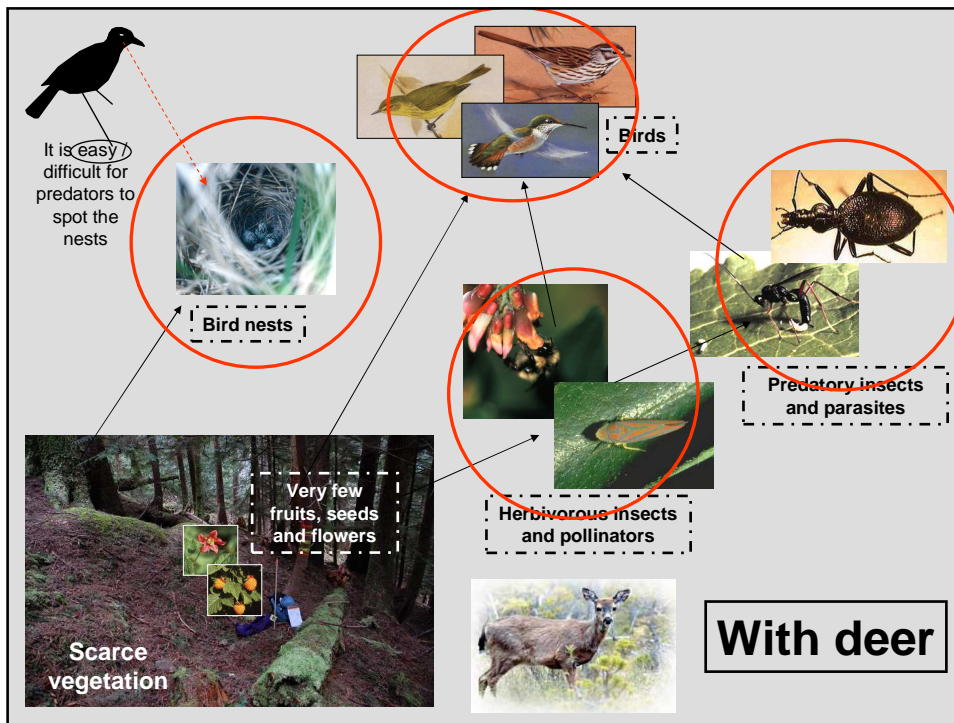 It is easy /
difficult for
predators to
spot the
nests
Birds
Bird nests
Predatory insects
and parasites
Very few
fruits, seeds
and flowers
Herbivorous insects
and pollinators
Scarce
vegetation
With deer